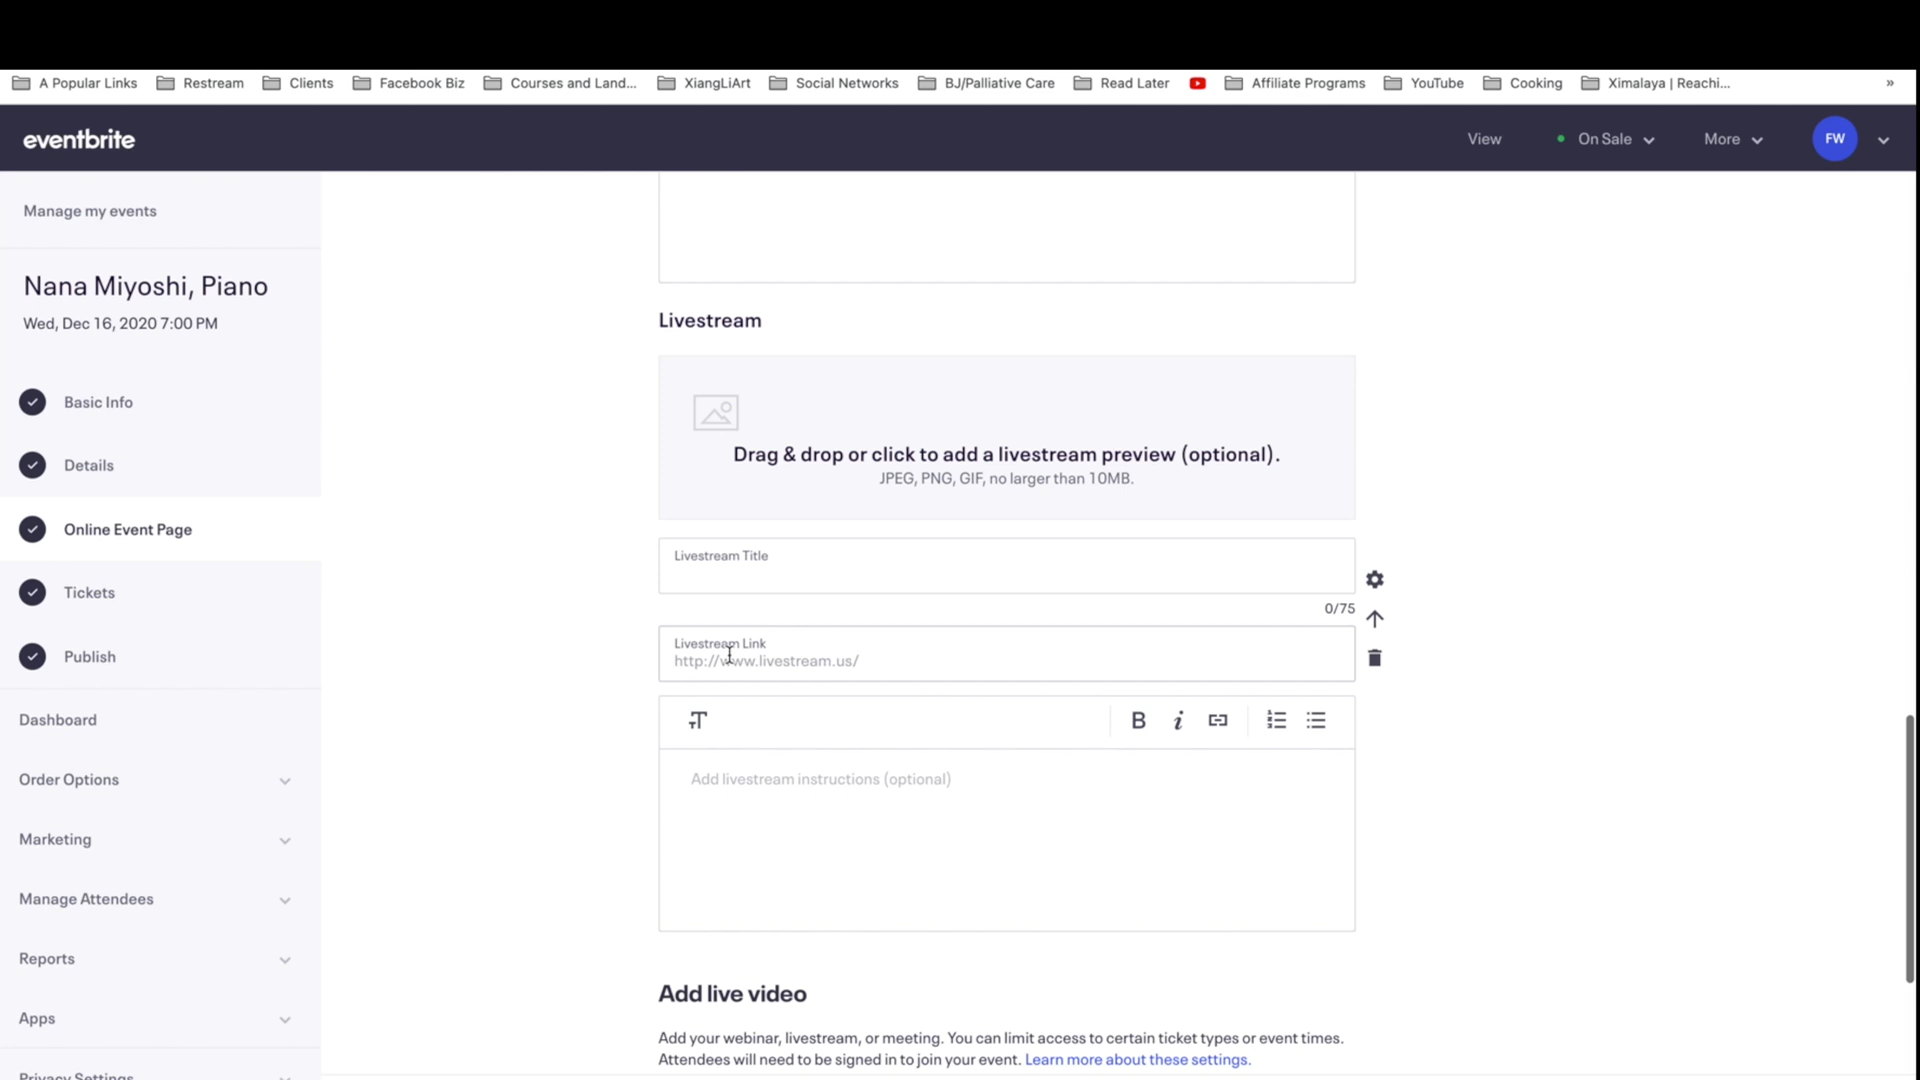 A Popular Links Restream Clients Facebook Biz Courses and Land... XiangLiArt Social Networks BJ/Palliative Care Read Later Affiliate Programs YouTube Cooking Ximalaya | Reachi... »
eventbrite View On Sale More FW
Manage my events
Nana Miyoshi, Piano
Wed, Dec 16, 2020 7:00 PM
Basic Info
Details
Online Event Page
Tickets
Publish
Dashboard
Order Options
Marketing
Manage Attendees
Reports
Apps
Privacy Settings
Livestream
Drag & drop or click to add a livestream preview (optional).
JPEG, PNG, GIF, no larger than 10MB.
Livestream Title
0/75
Livestream Link
http://www.livestream.us/
B i
Add livestream instructions (optional)
Add live video
Add your webinar, livestream, or meeting. You can limit access to certain ticket types or event times.
Attendees will need to be signed in to join your event. Learn more about these settings.